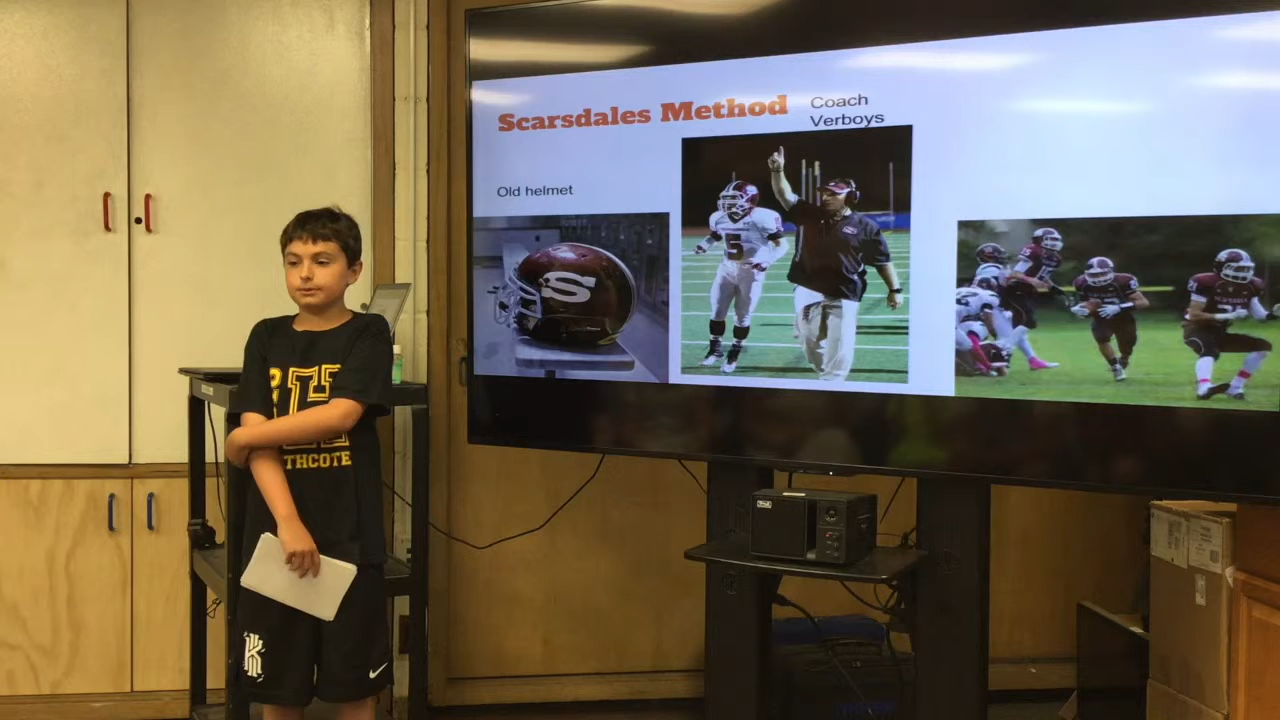 Scarsdales Method
Coach
Verboys
Old helmet
S
5
H
THCOTE
K